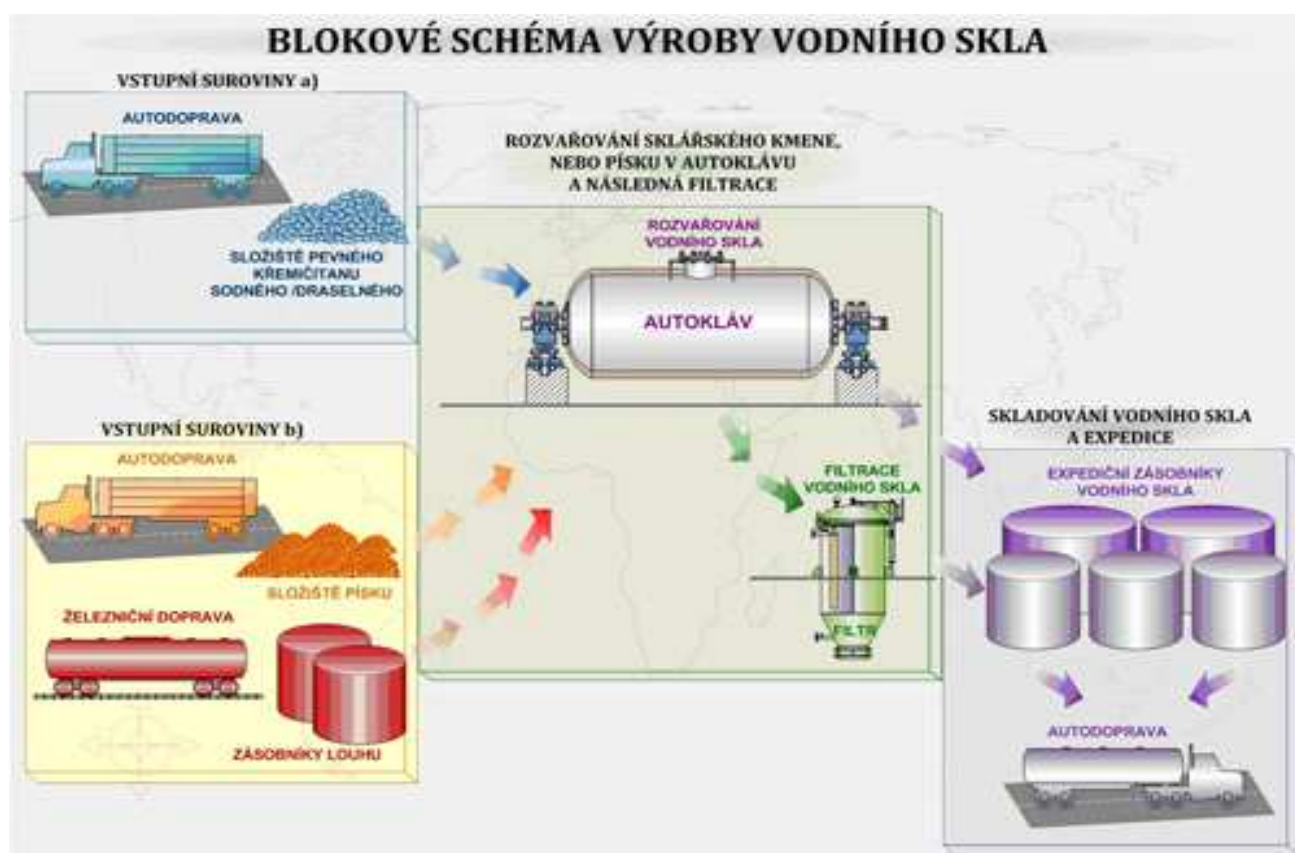 BLOKOVÉ SCHÉMA VÝROBY VODNÍHO SKLA
VSTUPNÍ SUROVINY a)
AUTODOPRAVA
SLOŽIŠTĚ PEVNÉHO
KŘEMIČITANU
SODNÉHO /DRASELNÉHO
VSTUPNÍ SUROVINY b)
AUTODOPRAVA
SLOŽIŠTĚ PÍSKU
ŽELEZNIČNÍ DOPRAVA
ZÁSOBNÍKY LOUHU
ROZVAŘOVÁNÍ SKLÁŘSKÉHO KMENE,
NEBO PÍSKU V AUTOKLÁVU
A NÁSLEDNÁ FILTRACE
ROZVAŘOVÁNÍ
VODNÍHO SKLA
AUTOKLÁV
FILTRACE
VODNÍHO SKLA
FILTR
SKLADOVÁNÍ VODNÍHO SKLA
A EXPEDICE
EXPEDIČNÍ ZÁSOBNÍKY
VODNÍHO SKLA
AUTODOPRAVA